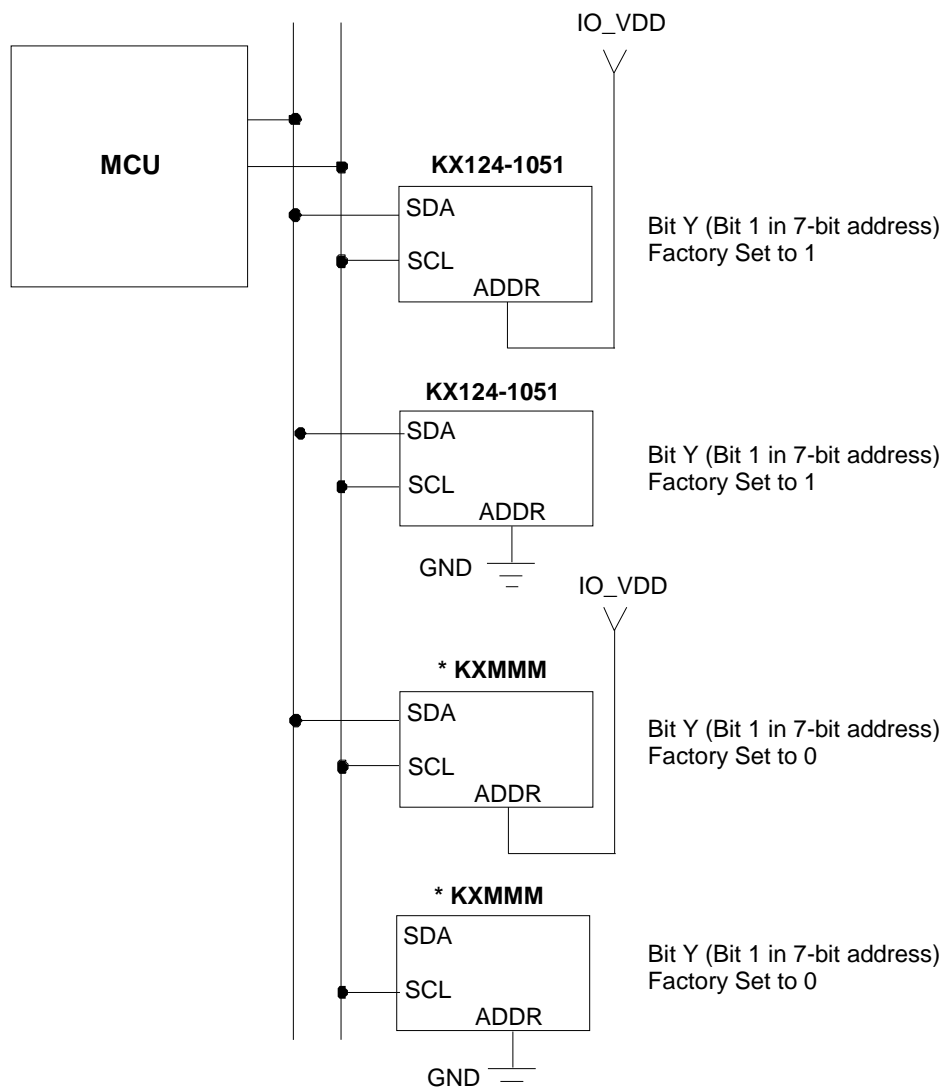 IO_VDD
MCU
KX124-1051
SDA
SCL
ADDR
Bit Y (Bit 1 in 7-bit address)
Factory Set to 1
KX124-1051
SDA
SCL
ADDR
GND
Bit Y (Bit 1 in 7-bit address)
Factory Set to 1
IO_VDD
* KXMMM
SDA
SCL
ADDR
Bit Y (Bit 1 in 7-bit address)
Factory Set to 0
* KXMMM
SDA
SCL
ADDR
GND
Bit Y (Bit 1 in 7-bit address)
Factory Set to 0